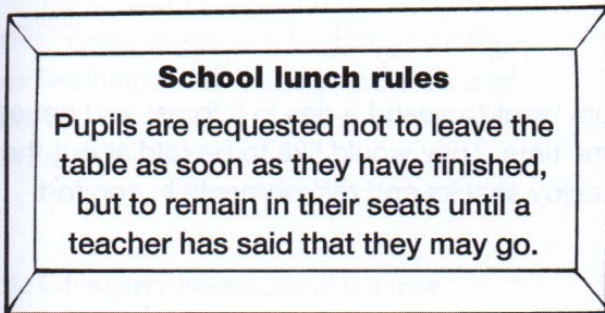 School lunch rules
Pupils are requested not to leave the
table as soon as they have finished,
but to remain in their seats until a
teacher has said that they may go.